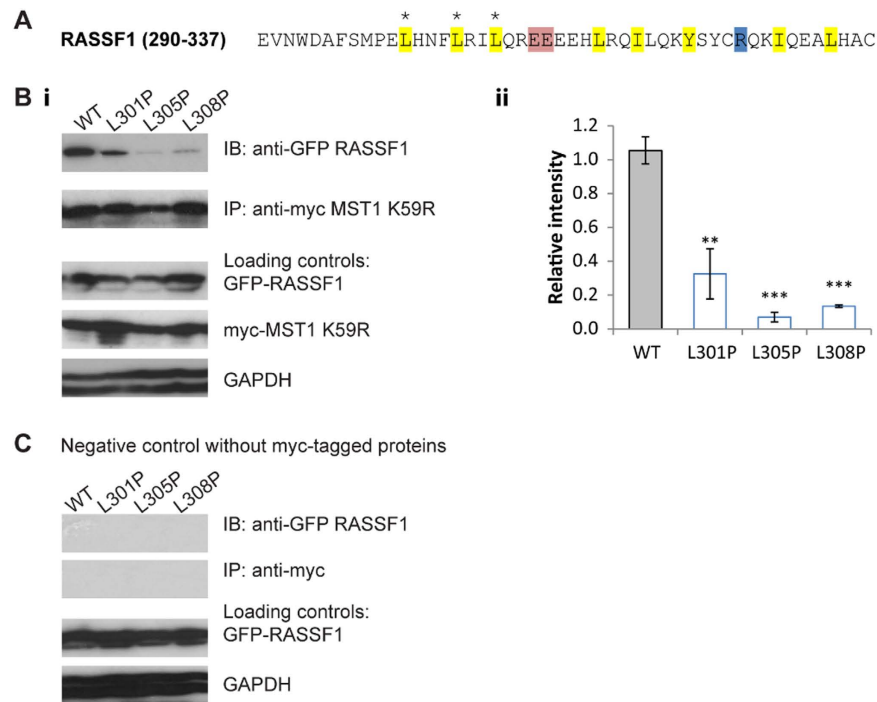 A
* * *
RASSF1 (290-337) EVNWDAFSMPELHNFLRILQREEEEHLRQILQKYSYCRQKIQEALHAC
B i
WT L301P L305P L308P
IB: anti-GFP RASSF1
IP: anti-myc MST1 K59R
Loading controls:
GFP-RASSF1
myc-MST1 K59R
GAPDH
ii
Relative intensity
1.2
1.0
0.8
0.6
0.4
0.2
0.0
**
***
***
WT L301P L305P L308P
C Negative control without myc-tagged proteins
WT L301P L305P L308P
IB: anti-GFP RASSF1
IP: anti-myc
Loading controls:
GFP-RASSF1
GAPDH